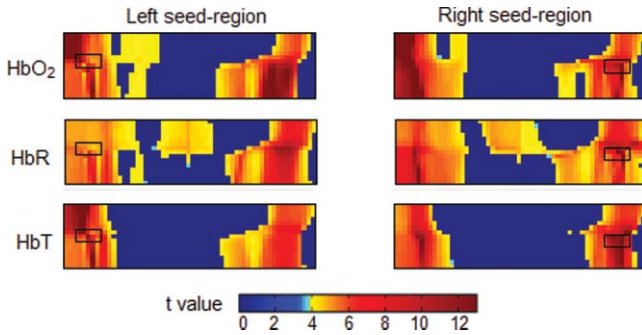 Left seed-region Right seed-region
HbO₂
HbR
HbT
t value
0 2 4 6 8 10 12